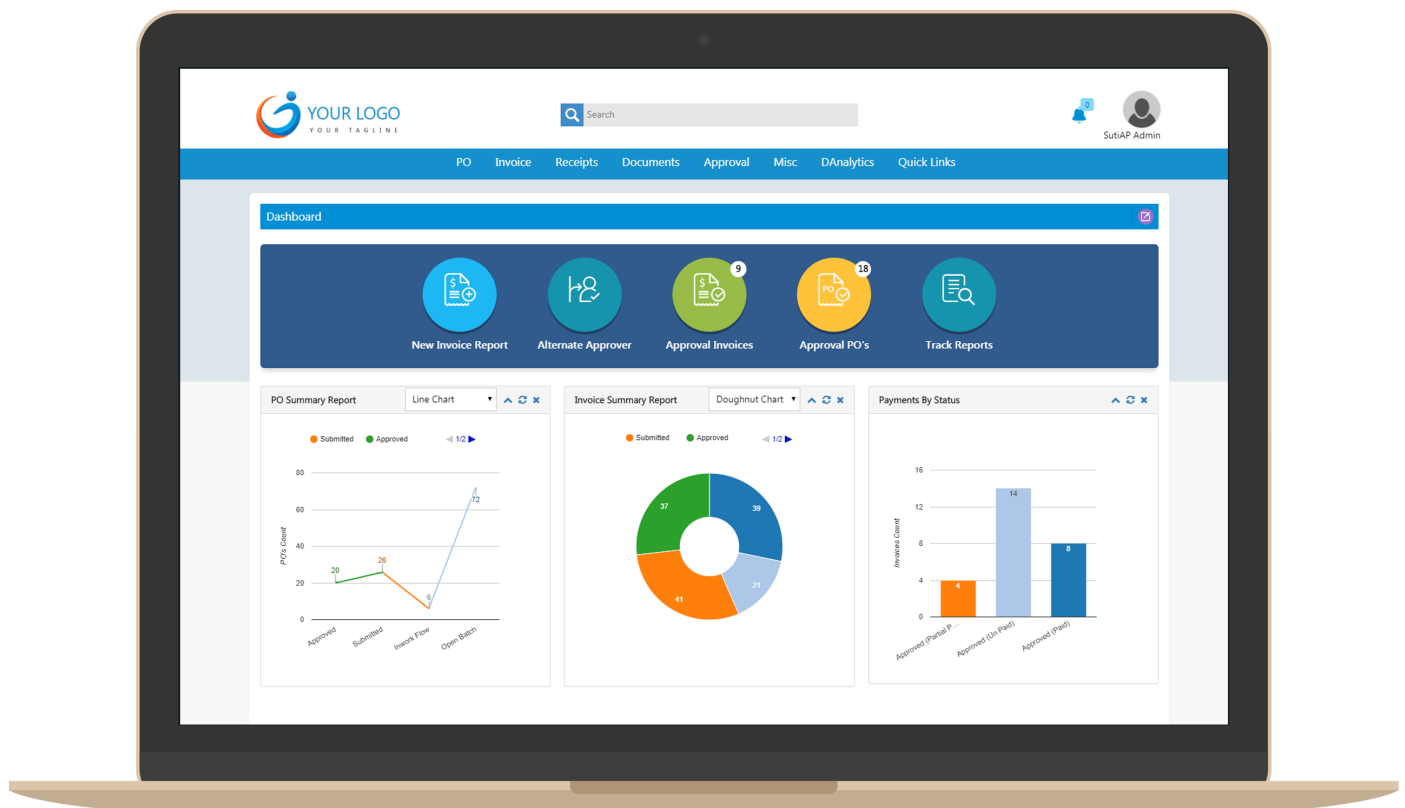 YOUR LOGO
YOUR TAGLINE
Search
0
SutiAP Admin
PO Invoice Receipts Documents Approval Misc DAnalytics Quick Links
Dashboard
$
$ 9
PO 18
New Invoice Report Alternate Approver Approval Invoices Approval PO's Track Reports
PO Summary Report Line Chart
Submitted Approved 1/2
80
60
40
20
0
PO's Count
20
26
6
72
Approved Submitted Inwork Flow Open Batch
Invoice Summary Report Doughnut Chart
Submitted Approved 1/2
37 39
21
41
Payments By Status
16
12
8
4
0
Invoices Count
4
14
8
Approved (Partial P... Approved (Un Paid) Approved (Paid)